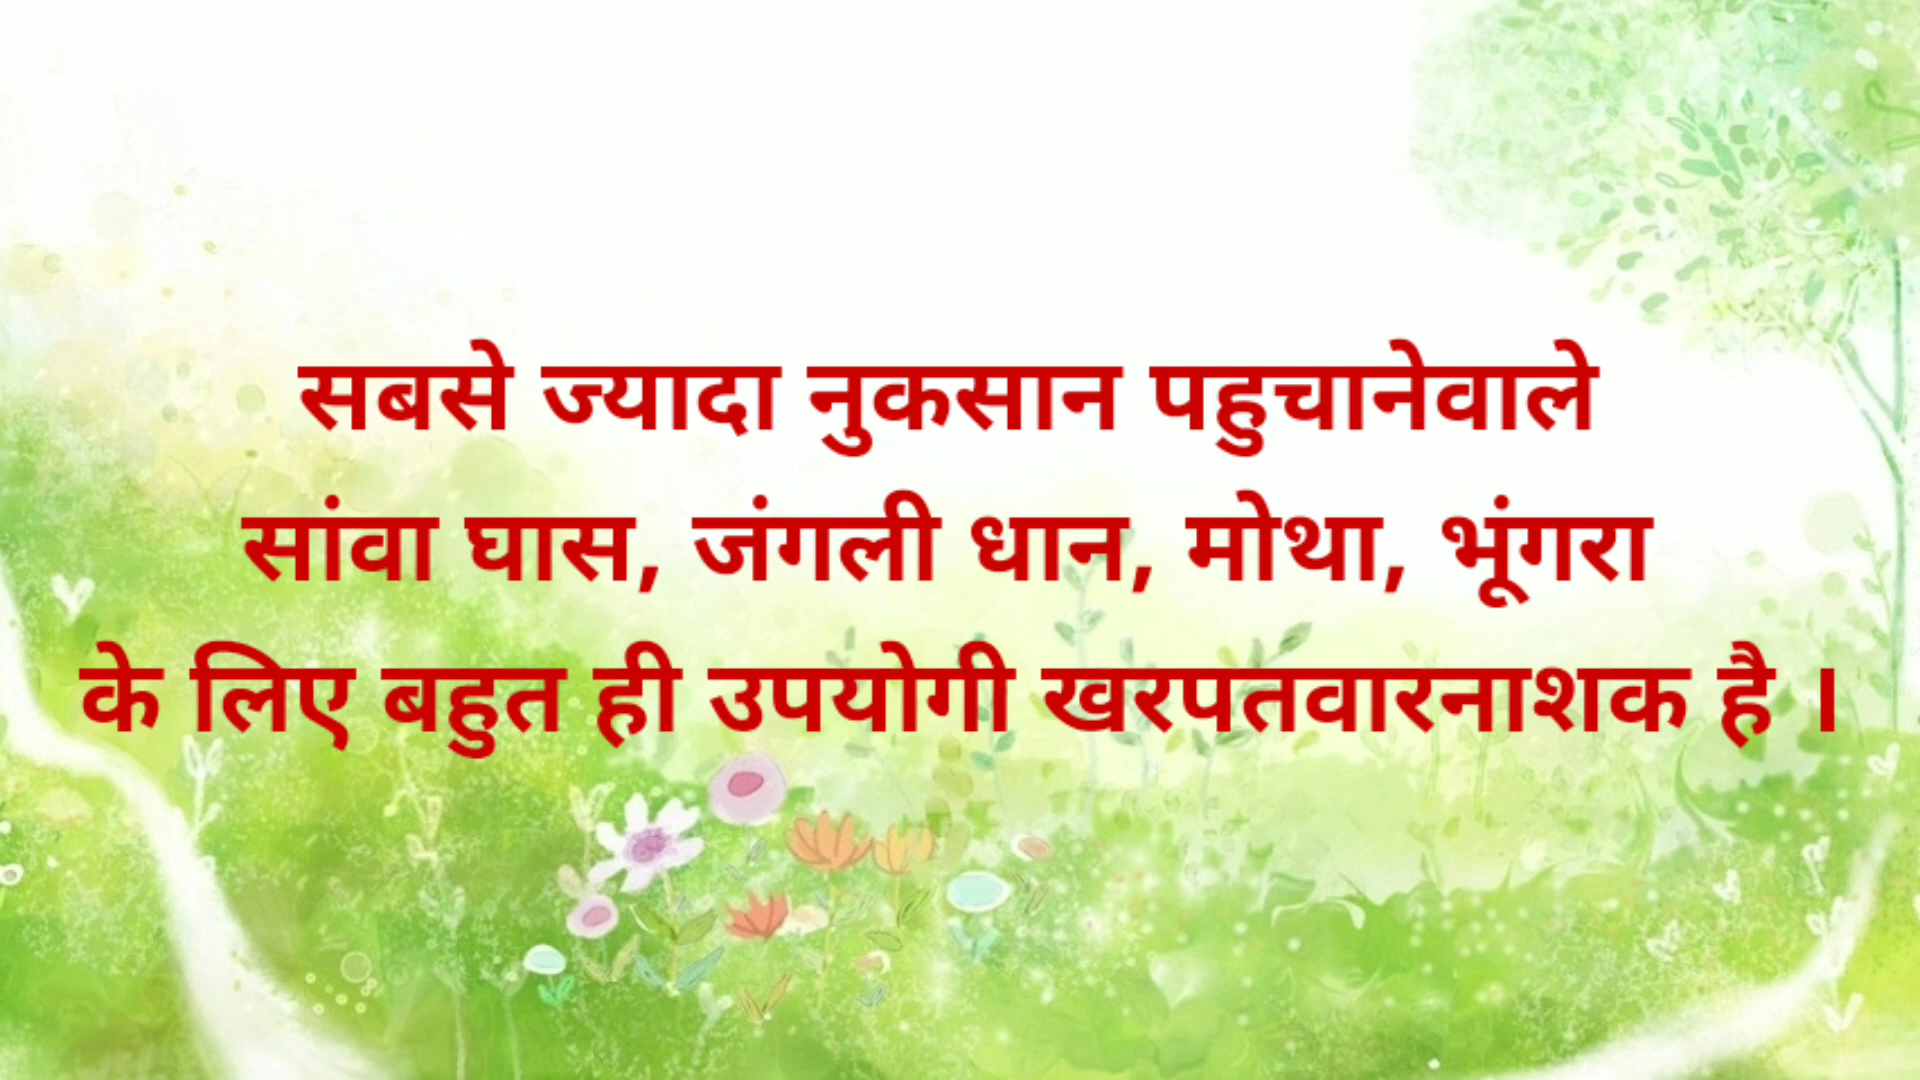 सबसे ज्यादा नुकसान पहुचानेवाले
सांवा घास, जंगली धान, मोथा, भूंगरा
के लिए बहुत ही उपयोगी खरपतवारनाशक है ।